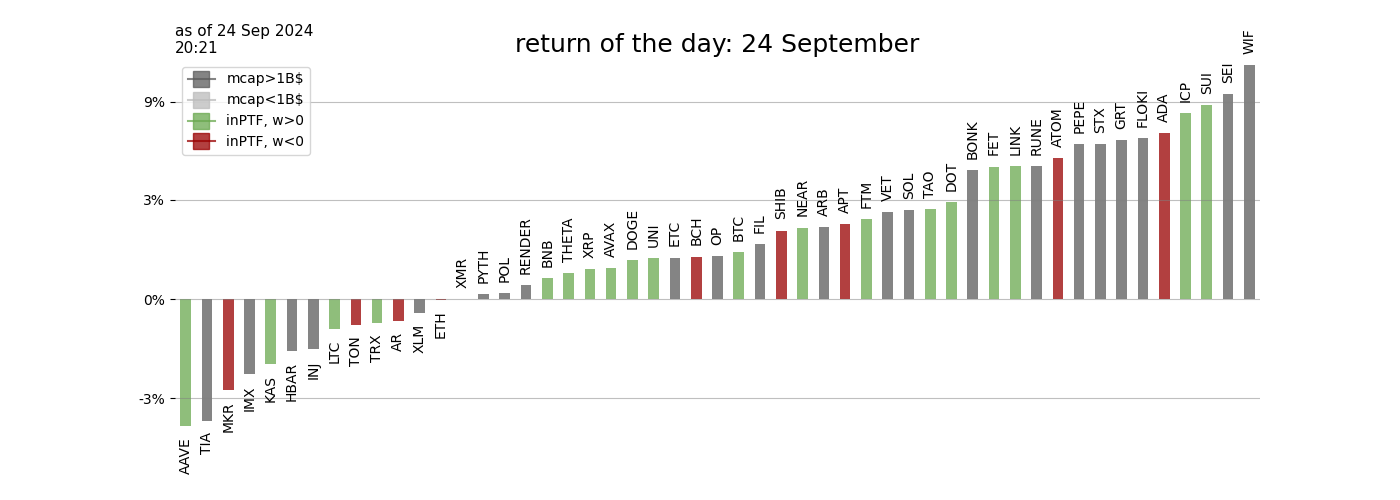 as of 24 Sep 2024
20:21
return of the day: 24 September
mcap>1B$
mcap<1B$
inPTF, w>0
inPTF, w<0
9%
3%
0%
-3%
AAVE
TIA
MKR
IMX
KAS
HBAR
INJ
LTC
TON
TRX
AR
XLM
ETH
XMR
PYTH
POL
RENDER
BNB
THETA
XRP
AVAX
DOGE
UNI
ETC
BCH
OP
BTC
FIL
SHIB
NEAR
ARB
APT
FTM
VET
SOL
TAO
DOT
BONK
FET
LINK
RUNE
ATOM
PEPE
STX
GRT
FLOKI
ADA
ICP
SUI
SEI
WIF